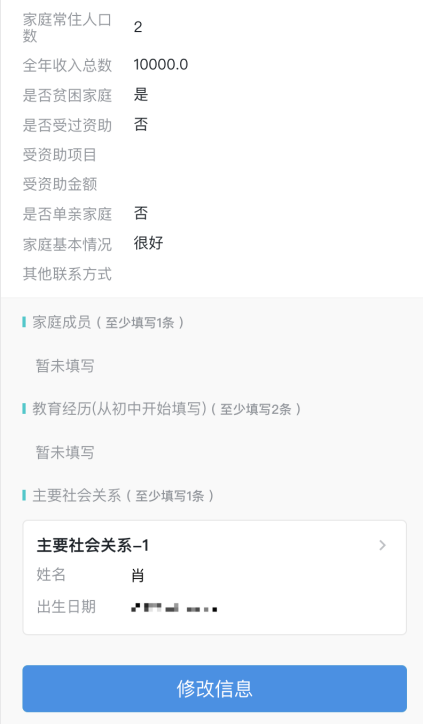 家庭常住人口数 2
全年收入总数 10000.0
是否贫困家庭 是
是否受过资助 否
受资助项目
受资助金额
是否单亲家庭 否
家庭基本情况 很好
其他联系方式
家庭成员 ( 至少填写1条 )
暂未填写
教育经历(从初中开始填写) ( 至少填写2条 )
暂未填写
主要社会关系 ( 至少填写1条 )
主要社会关系-1
姓名 肖
出生日期
修改信息